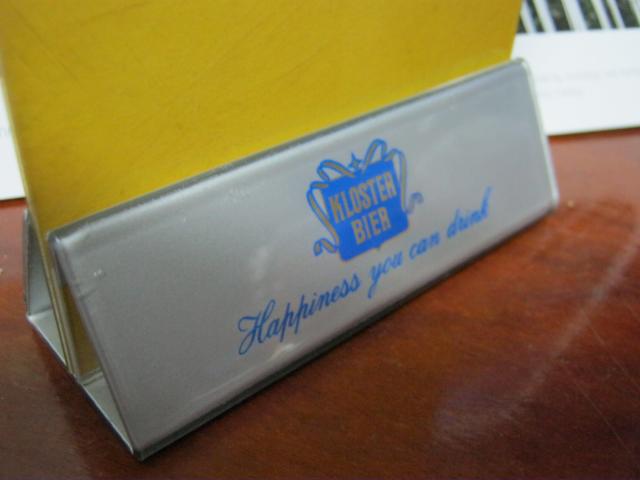 KLOSTER
BIER
Happiness you can drink